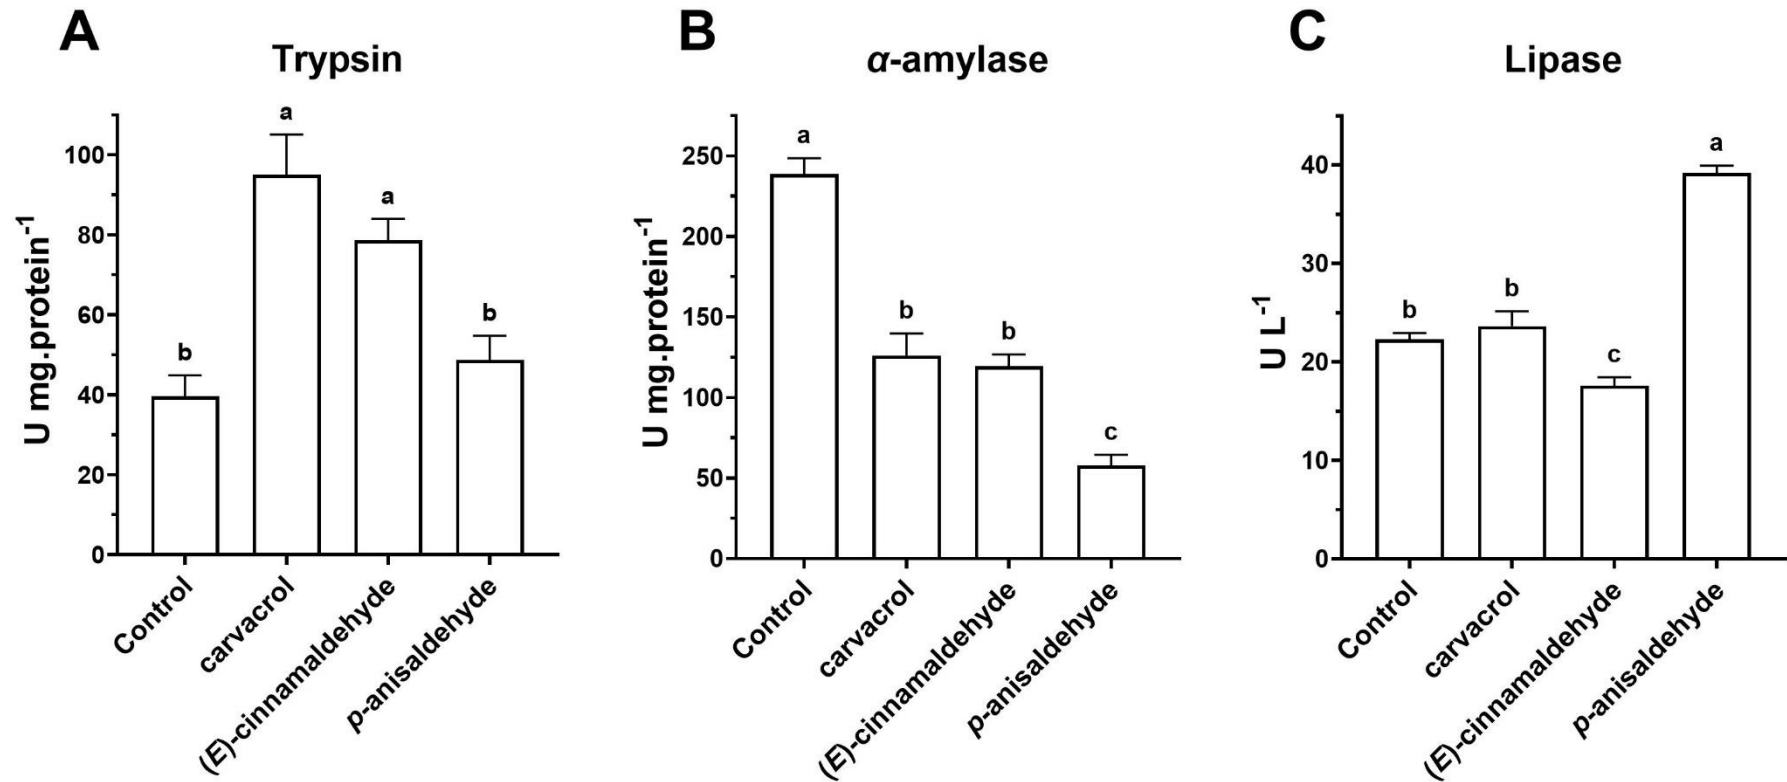 A
Trypsin
U mg.protein⁻¹
100
80
60
40
20
0
b
a
a
b
Control
carvacrol
(E)-cinnamaldehyde
p-anisaldehyde
B
α-amylase
U mg.protein⁻¹
250
200
150
100
50
0
a
b
b
c
Control
carvacrol
(E)-cinnamaldehyde
p-anisaldehyde
C
Lipase
U L⁻¹
40
30
20
10
0
b
b
c
a
Control
carvacrol
(E)-cinnamaldehyde
p-anisaldehyde